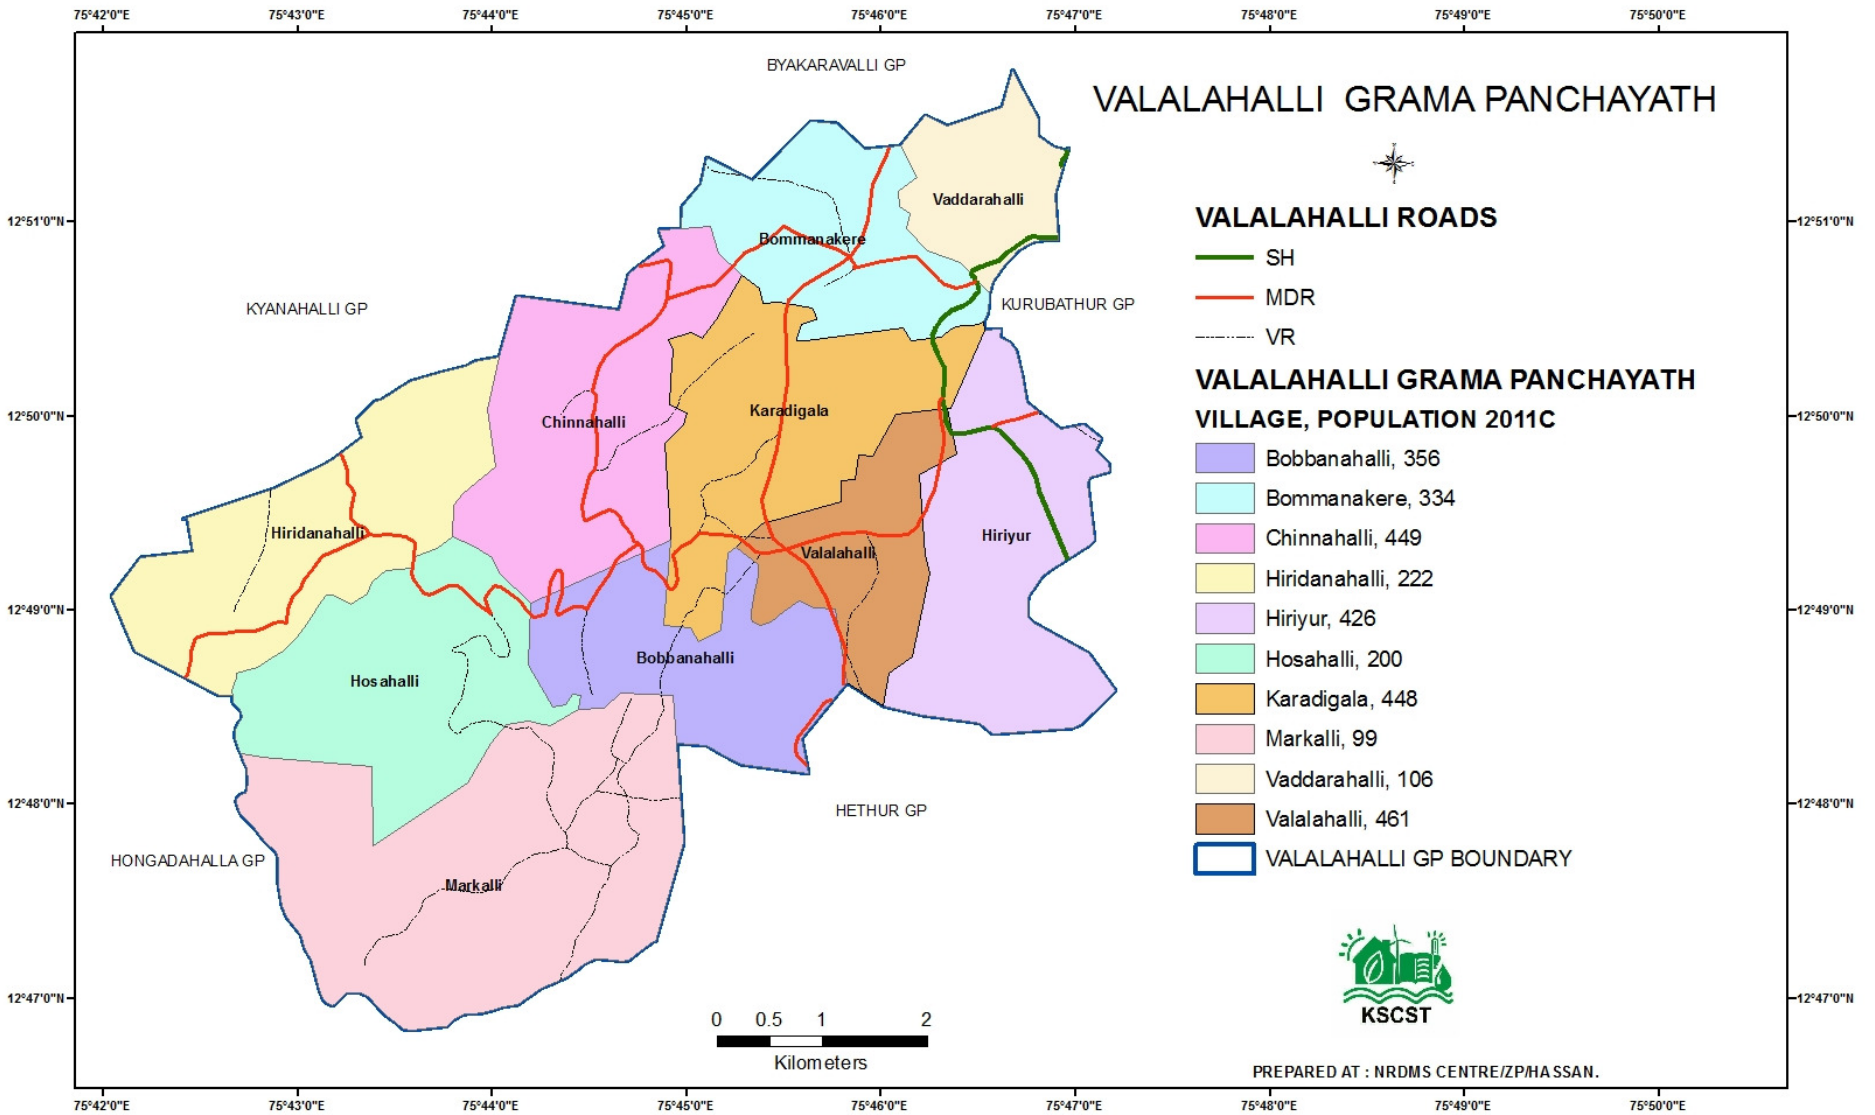 75°42'0"E 75°43'0"E 75°44'0"E 75°45'0"E 75°46'0"E 75°47'0"E 75°48'0"E 75°49'0"E 75°50'0"E
BYAKARAVALLI GP
VALALAHALLI GRAMA PANCHAYATH
Vaddarahalli
VALALAHALLI ROADS
12°51'0"N 12°51'0"N
Bommanakere
SH
KYANAHALLI GP
KURUBATHUR GP
MDR
VR
VALALAHALLI GRAMA PANCHAYATH
VILLAGE, POPULATION 2011C
12°50'0"N 12°50'0"N
Chinnahalli
Karadigala
Bobbanahalli, 356
Bommanakere, 334
Hiridanahalli
Hiriyur
Chinnahalli, 449
Valalahalli
Hiridanahalli, 222
12°49'0"N 12°49'0"N
Hiriyur, 426
Bobbanahalli
Hosahalli, 200
Hosahalli
Karadigala, 448
Markalli, 99
Vaddarahalli, 106
12°48'0"N 12°48'0"N
HETHUR GP
Valalahalli, 461
HONGADAHALLA GP
VALALAHALLI GP BOUNDARY
Markalli
12°47'0"N 12°47'0"N
KSCST
0 0.5 1 2
Kilometers
PREPARED AT : NRDMS CENTRE/ZP/HASSAN.
75°42'0"E 75°43'0"E 75°44'0"E 75°45'0"E 75°46'0"E 75°47'0"E 75°48'0"E 75°49'0"E 75°50'0"E